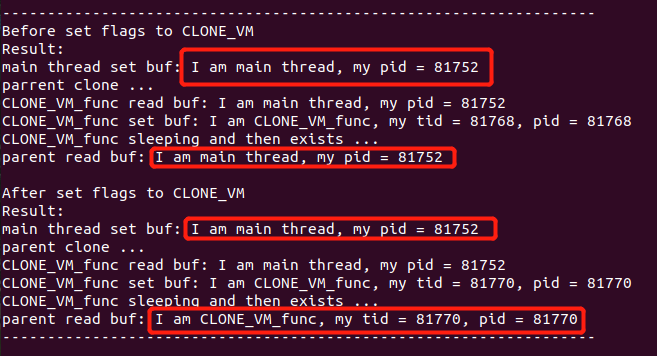 ----------------------------------------------------------------
Before set flags to CLONE_VM
Result:
main thread set buf: I am main thread, my pid = 81752
parrent clone ...
CLONE_VM_func read buf: I am main thread, my pid = 81752
CLONE_VM_func set buf: I am CLONE_VM_func, my tid = 81768, pid = 81768
CLONE_VM_func sleeping and then exists ...
parent read buf: I am main thread, my pid = 81752
After set flags to CLONE_VM
Result:
main thread set buf: I am main thread, my pid = 81752
parent clone ...
CLONE_VM_func read buf: I am main thread, my pid = 81752
CLONE_VM_func set buf: I am CLONE_VM_func, my tid = 81770, pid = 81770
CLONE_VM_func sleeping and then exists ...
parent read buf: I am CLONE_VM_func, my tid = 81770, pid = 81770
----------------------------------------------------------------